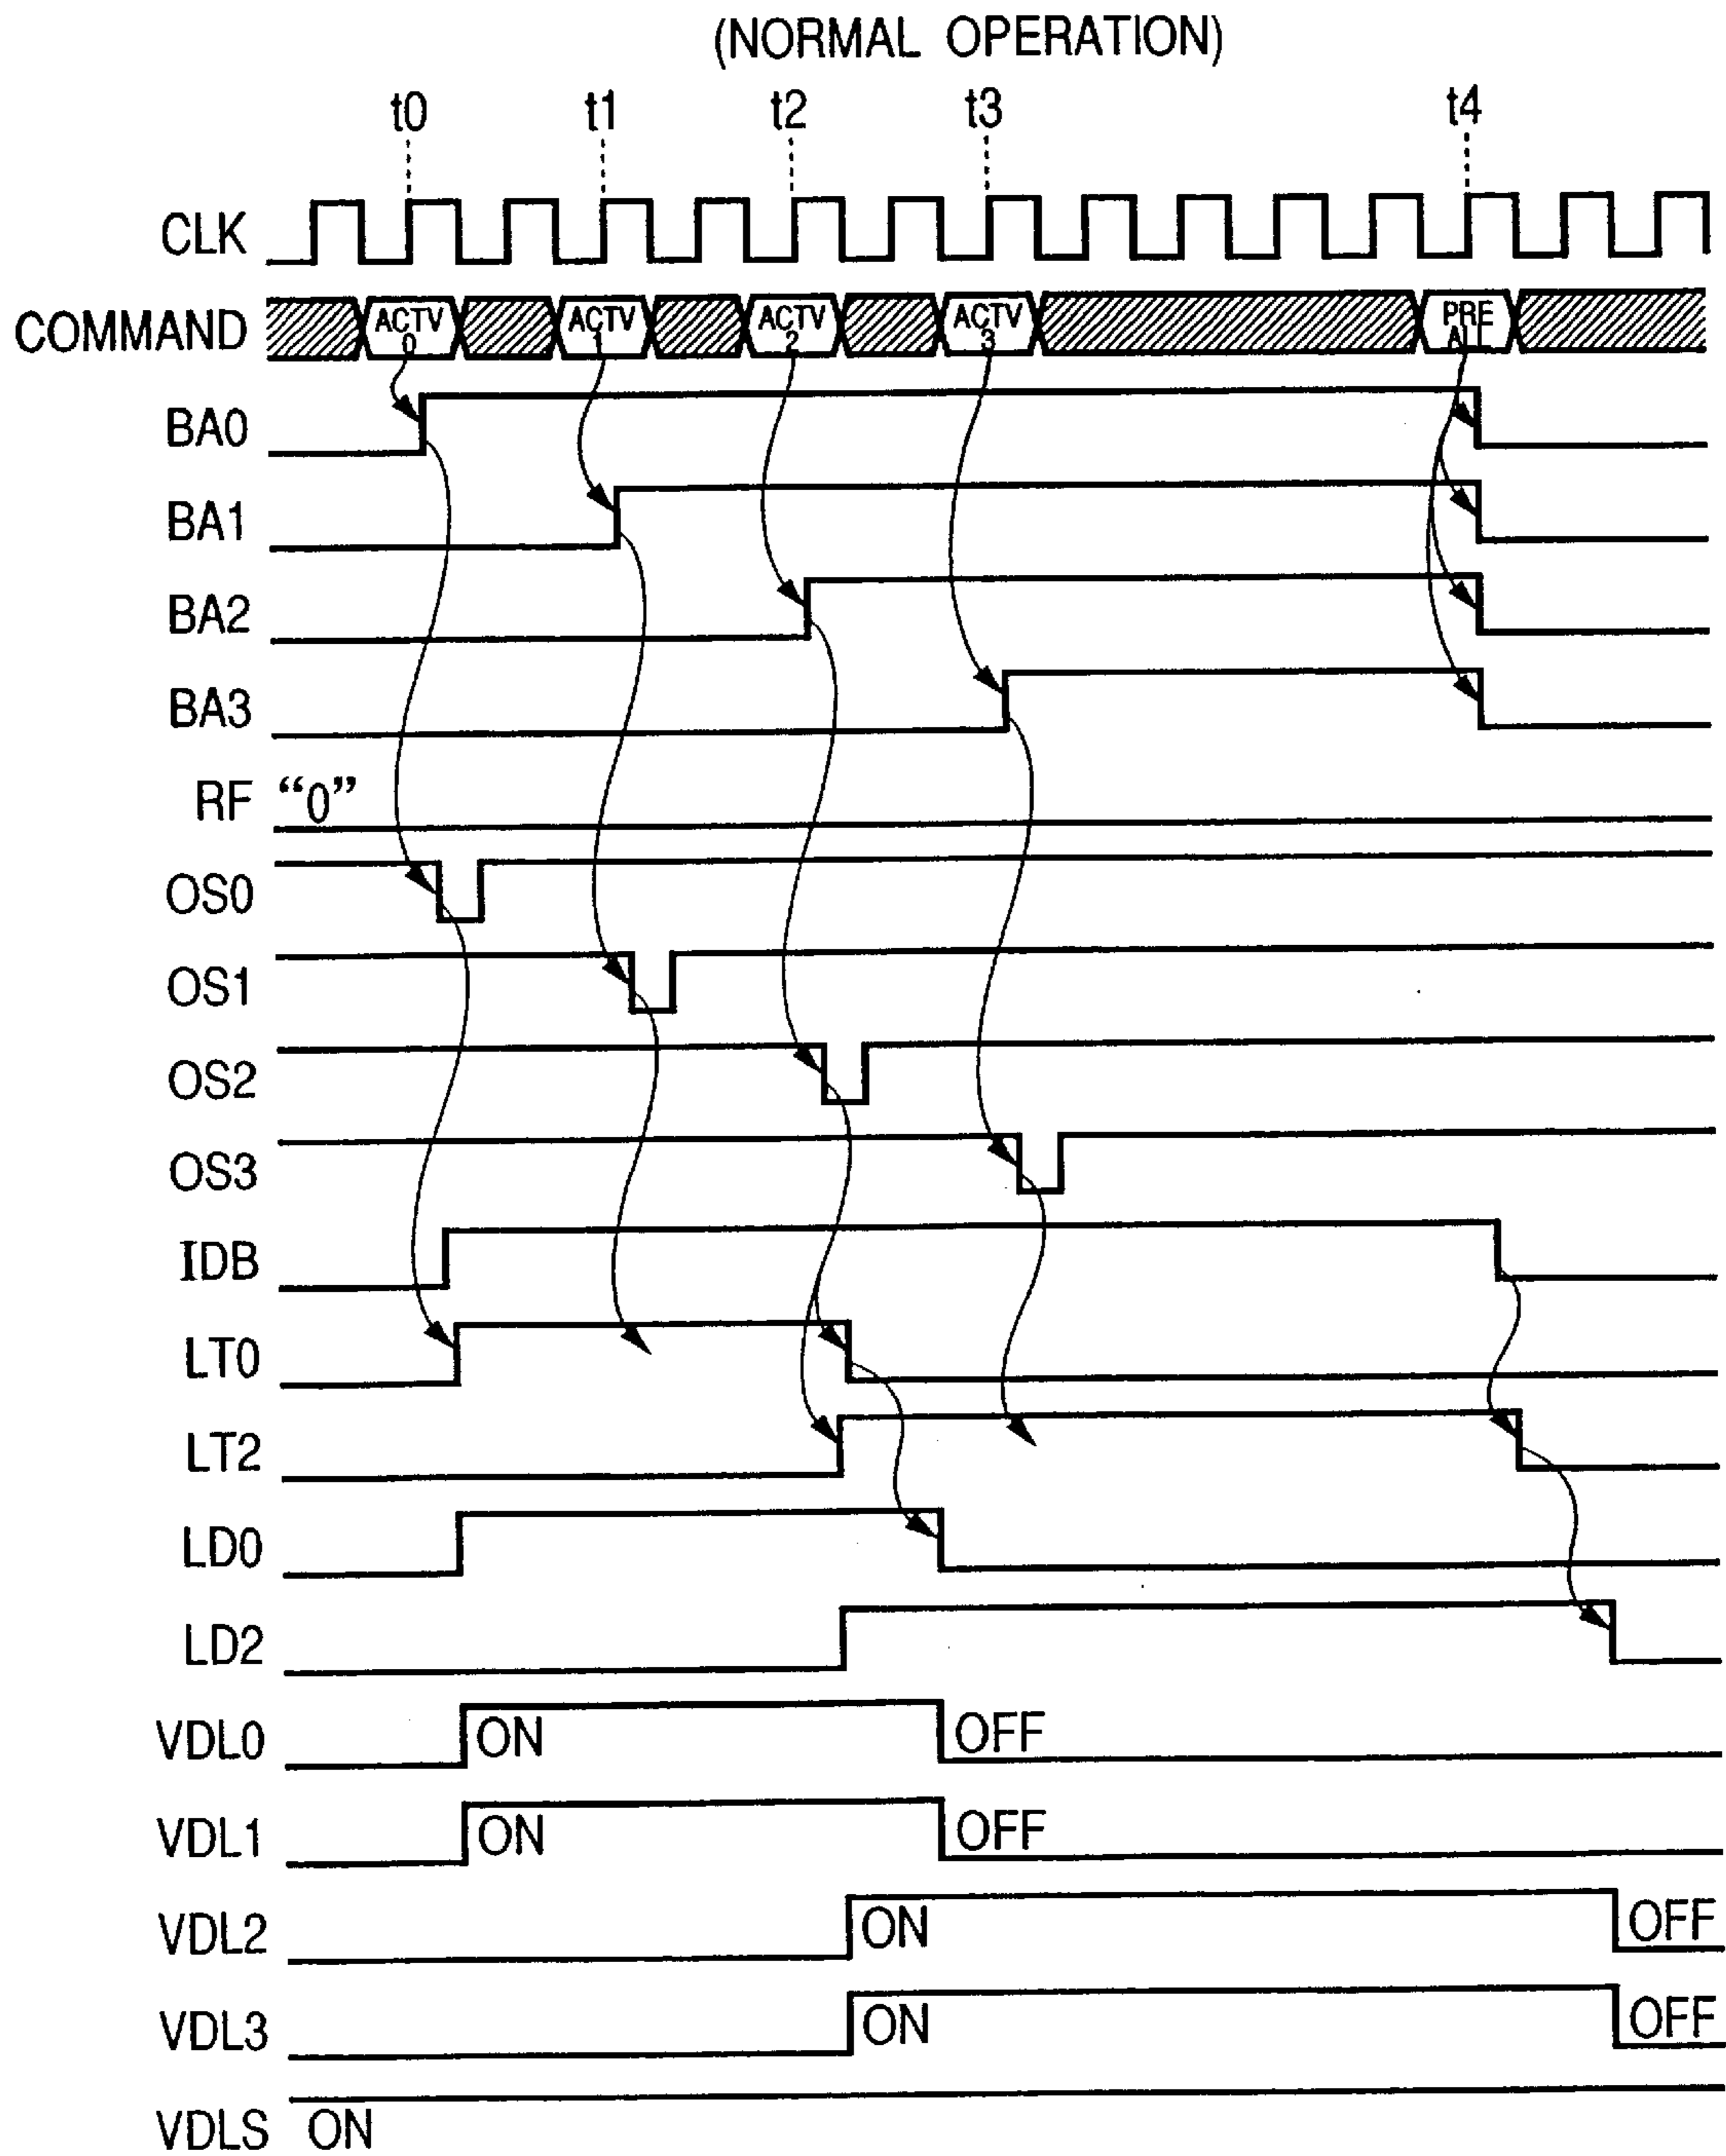 (NORMAL OPERATION)
t0 t1 t2 t3 t4
CLK
COMMAND ACTV 0 ACTV 1 ACTV 2 ACTV 3 PRE ALL
BA0
BA1
BA2
BA3
RF “0”
OS0
OS1
OS2
OS3
IDB
LT0
LT2
LD0
LD2
VDL0 ON OFF
VDL1 ON OFF
VDL2 ON OFF
VDL3 ON OFF
VDLS ON